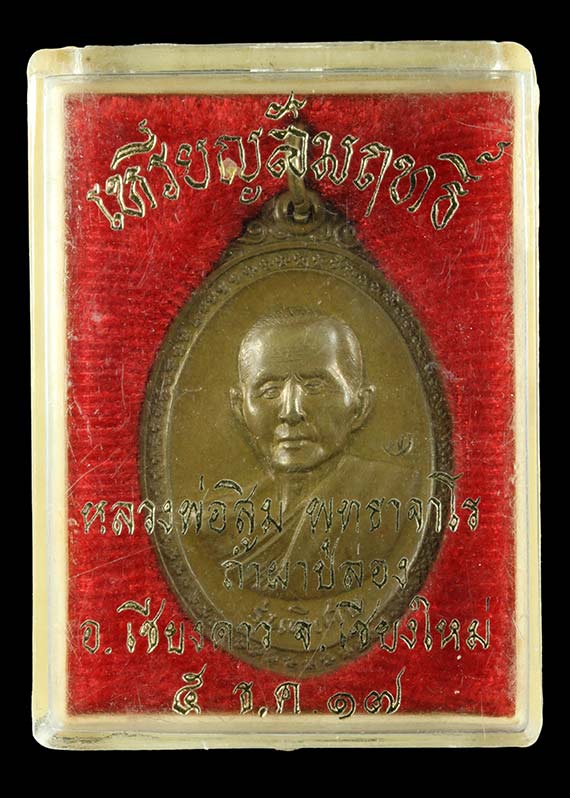 เหรียญสัมฤทธิ์
หลวงพ่อสิม พุทธาจาโร
ถ้ำผาปล่อง
อ.เชียงดาว จ.เชียงใหม่
๕ ธ.ค. ๑๗